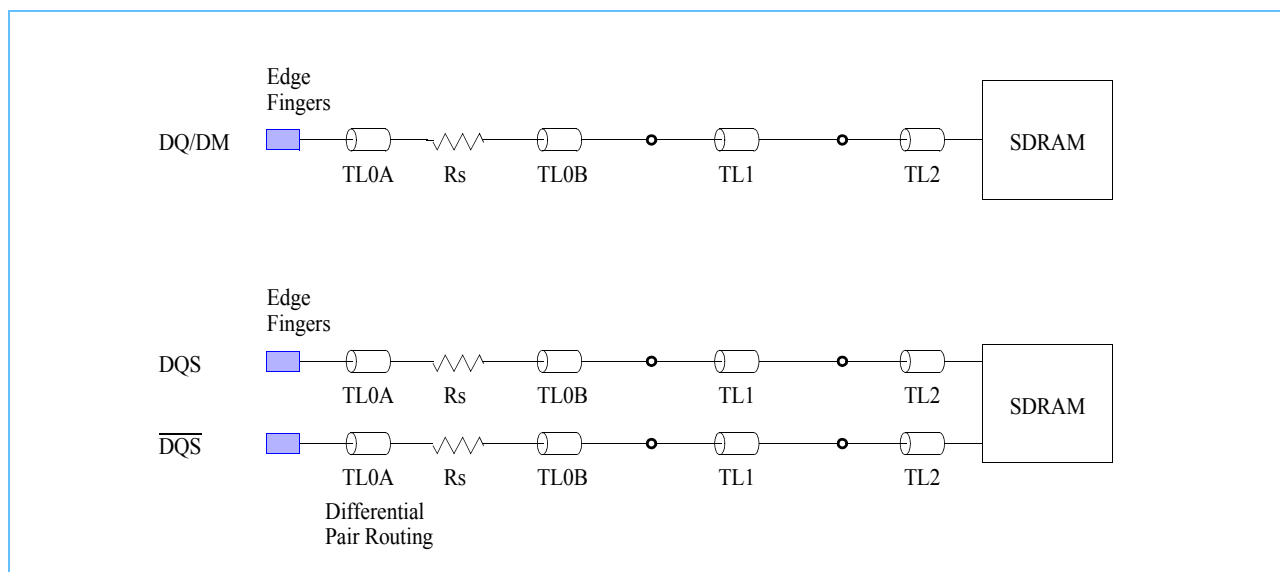 Edge
Fingers
DQ/DM
TL0A Rs TL0B TL1 TL2
SDRAM
Edge
Fingers
DQS
TL0A Rs TL0B TL1 TL2
SDRAM
D̅Q̅S̅
TL0A Rs TL0B TL1 TL2
Differential
Pair Routing